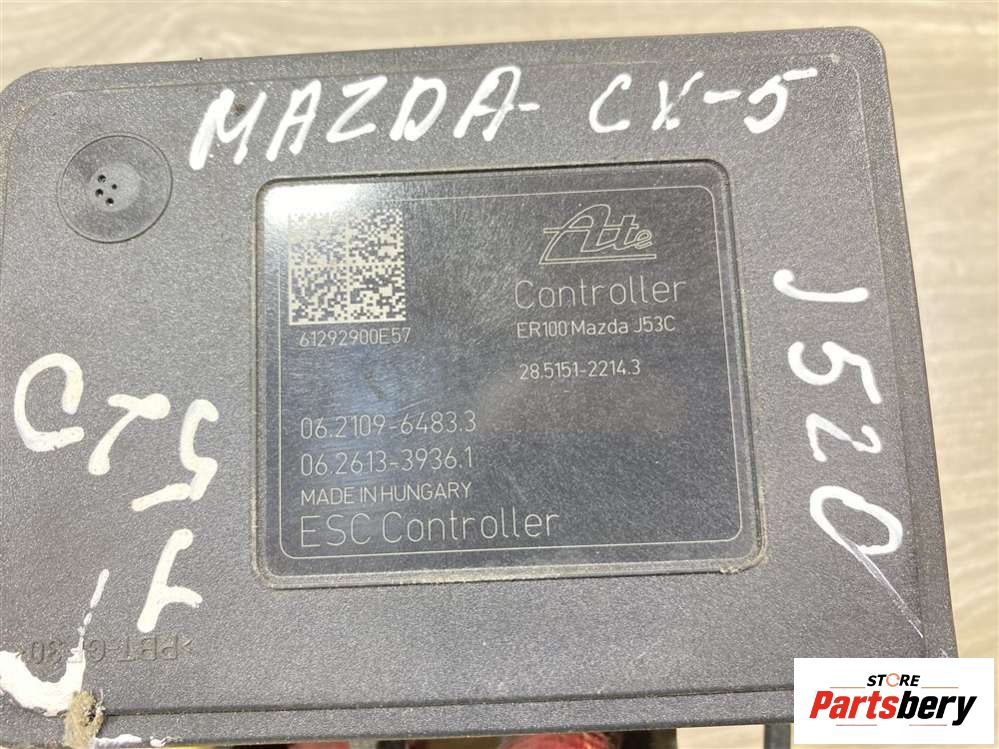 MAZDA CX-5
Ate
Controller
ER100 Mazda J53C
28.5151-2214.3
61292900E57
06.2109-6483.3
06.2613-3936.1
MADE IN HUNGARY
ESC Controller
J520
J520
STORE
Partsbery